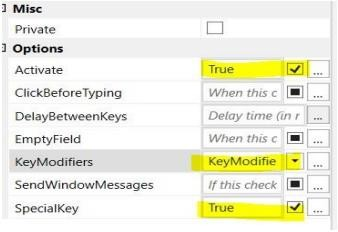 Misc
Private
Options
Activate True ...
ClickBeforeTyping When this c ...
DelayBetweenKeys Delay time (in r ...
EmptyField When this c ...
KeyModifiers KeyModifie ...
SendWindowMessages If this check ...
SpecialKey True ...